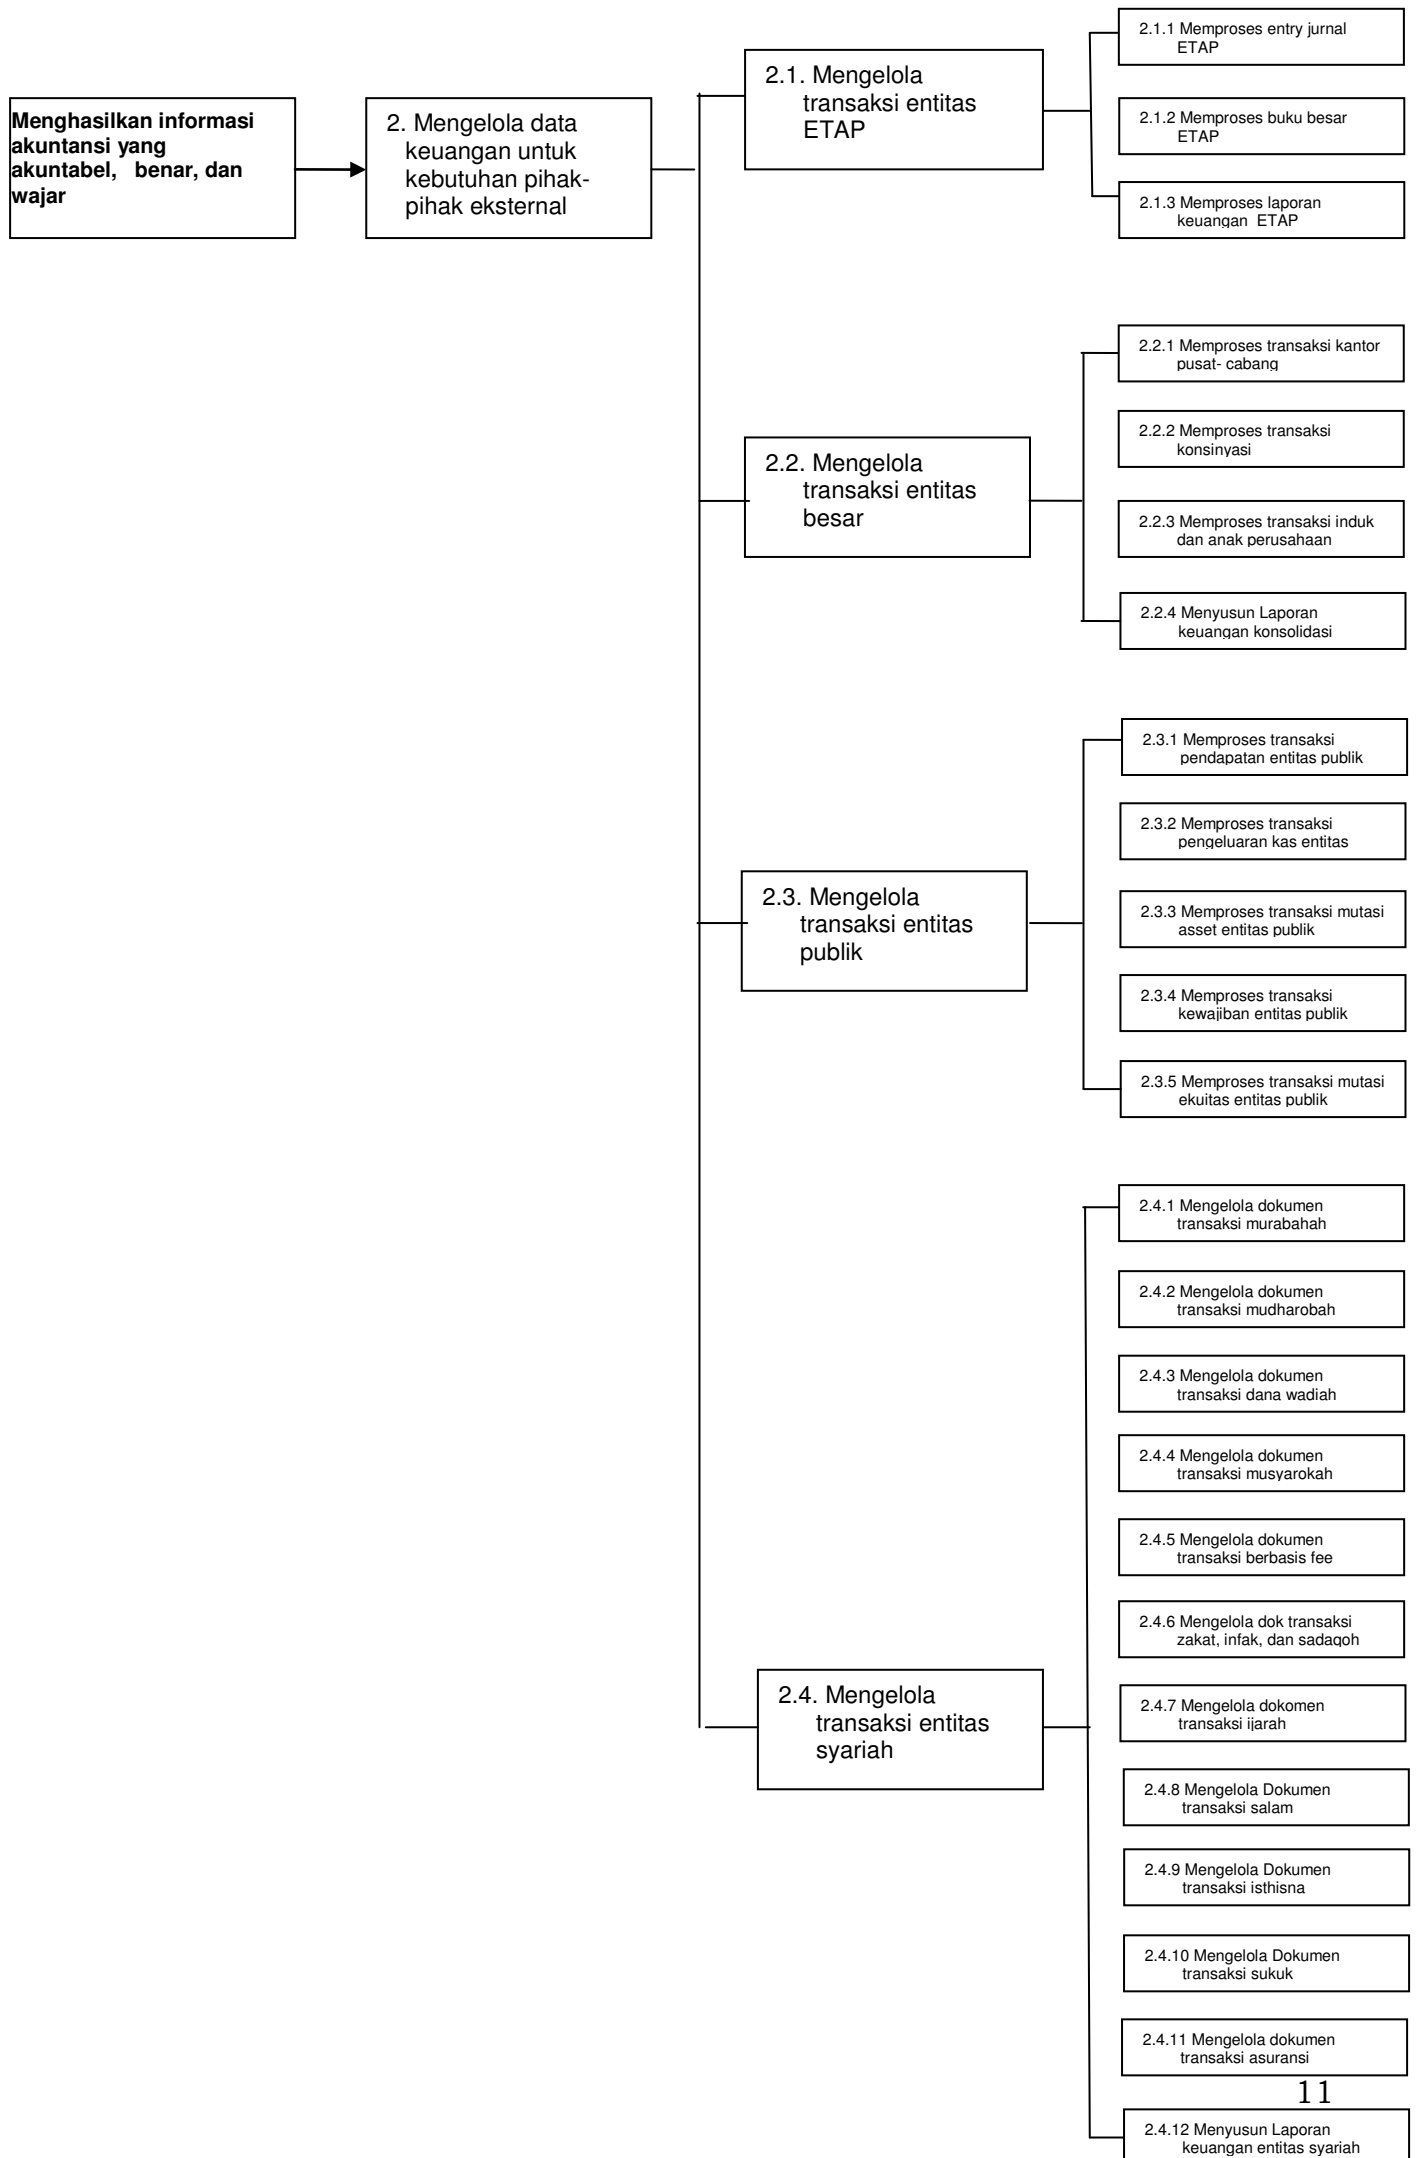 Menghasilkan informasi
akuntansi yang
akuntabel, benar, dan
wajar
2. Mengelola data
keuangan untuk
kebutuhan pihak-
pihak eksternal
2.1. Mengelola
transaksi entitas
ETAP
2.1.1 Memproses entry jurnal
ETAP
2.1.2 Memproses buku besar
ETAP
2.1.3 Memproses laporan
keuangan ETAP
2.2. Mengelola
transaksi entitas
besar
2.2.1 Memproses transaksi kantor
pusat- cabang
2.2.2 Memproses transaksi
konsinyasi
2.2.3 Memproses transaksi induk
dan anak perusahaan
2.2.4 Menyusun Laporan
keuangan konsolidasi
2.3. Mengelola
transaksi entitas
publik
2.3.1 Memproses transaksi
pendapatan entitas publik
2.3.2 Memproses transaksi
pengeluaran kas entitas
2.3.3 Memproses transaksi mutasi
asset entitas publik
2.3.4 Memproses transaksi
kewajiban entitas publik
2.3.5 Memproses transaksi mutasi
ekuitas entitas publik
2.4. Mengelola
transaksi entitas
syariah
2.4.1 Mengelola dokumen
transaksi murabahah
2.4.2 Mengelola dokumen
transaksi mudharobah
2.4.3 Mengelola dokumen
transaksi dana wadiah
2.4.4 Mengelola dokumen
transaksi musyarokah
2.4.5 Mengelola dokumen
transaksi berbasis fee
2.4.6 Mengelola dok transaksi
zakat, infak, dan sadaqoh
2.4.7 Mengelola dokomen
transaksi ijarah
2.4.8 Mengelola Dokumen
transaksi salam
2.4.9 Mengelola Dokumen
transaksi isthisna
2.4.10 Mengelola Dokumen
transaksi sukuk
2.4.11 Mengelola dokumen
transaksi asuransi
11
2.4.12 Menyusun Laporan
keuangan entitas syariah